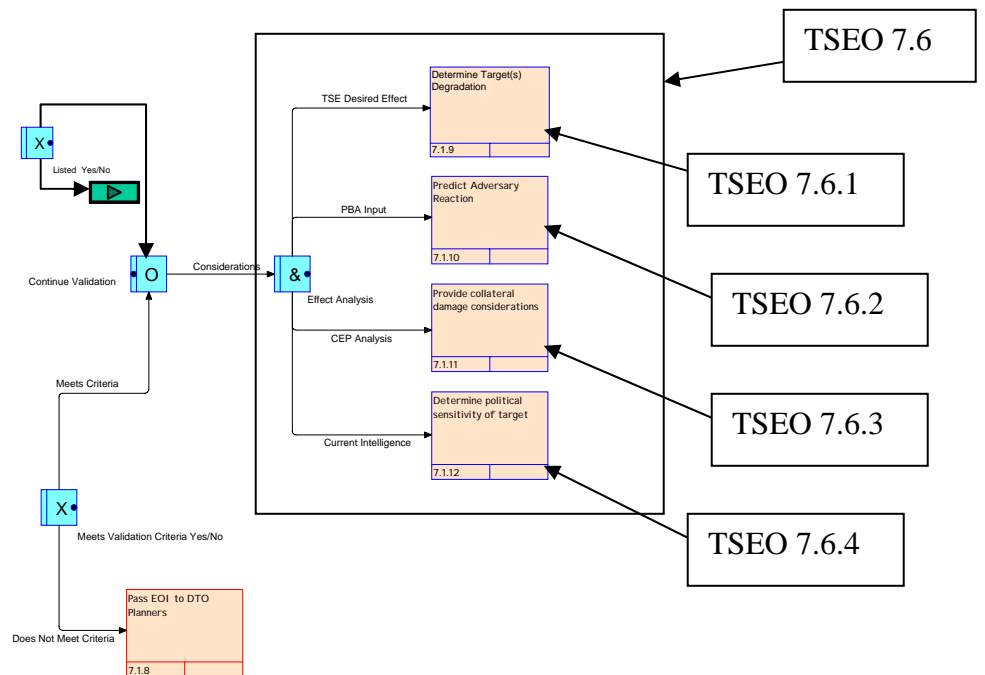 TSEO 7.6
Determine Target(s)
Degradation
TSE Desired Effect
7.1.9
X
Listed Yes/No
TSEO 7.6.1
Predict Adversary
Reaction
PBA Input
7.1.10
Continue Validation
O
Considerations
&
Effect Analysis
TSEO 7.6.2
Provide collateral
damage considerations
CEP Analysis
7.1.11
Meets Criteria
TSEO 7.6.3
Determine political
sensitivity of target
Current Intelligence
7.1.12
X
Meets Validation Criteria Yes/No
TSEO 7.6.4
Pass EOI to DTO
Planners
Does Not Meet Criteria
7.1.8